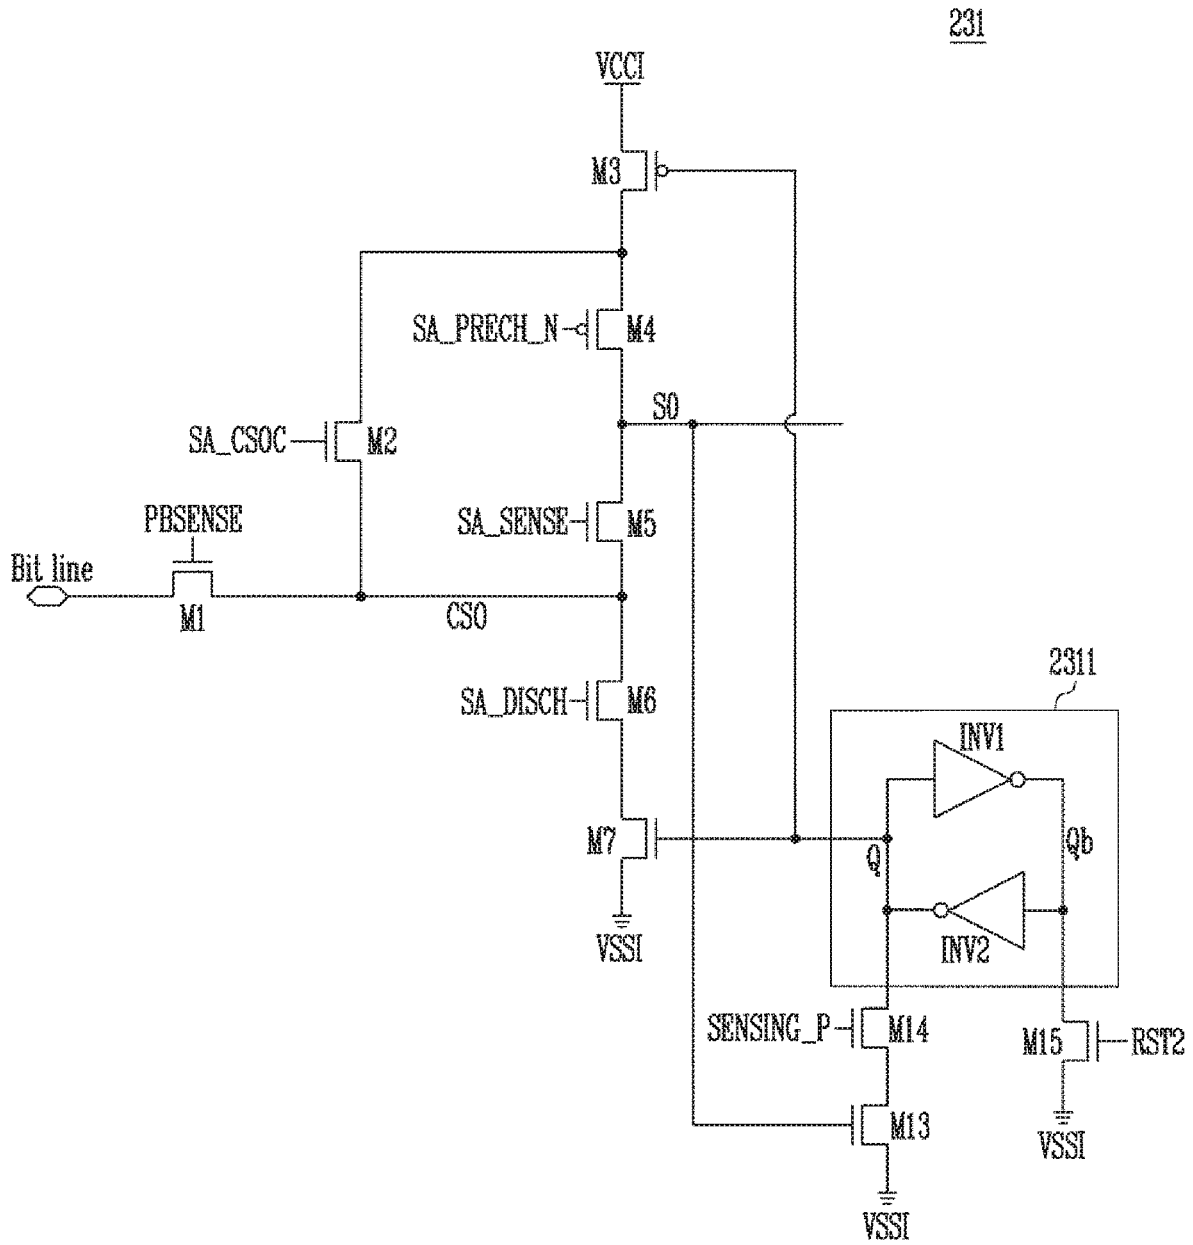 231
VCCI
M3
SA_PRECH_N
M4
SO
SA_CSOC
M2
PBSENSE
SA_SENSE
M5
Bit line
M1
CSO
2311
SA_DISCH
M6
INV1
M7
Q
Qb
INV2
VSSI
SENSING_P
M14
M15
RST2
M13
VSSI
VSSI